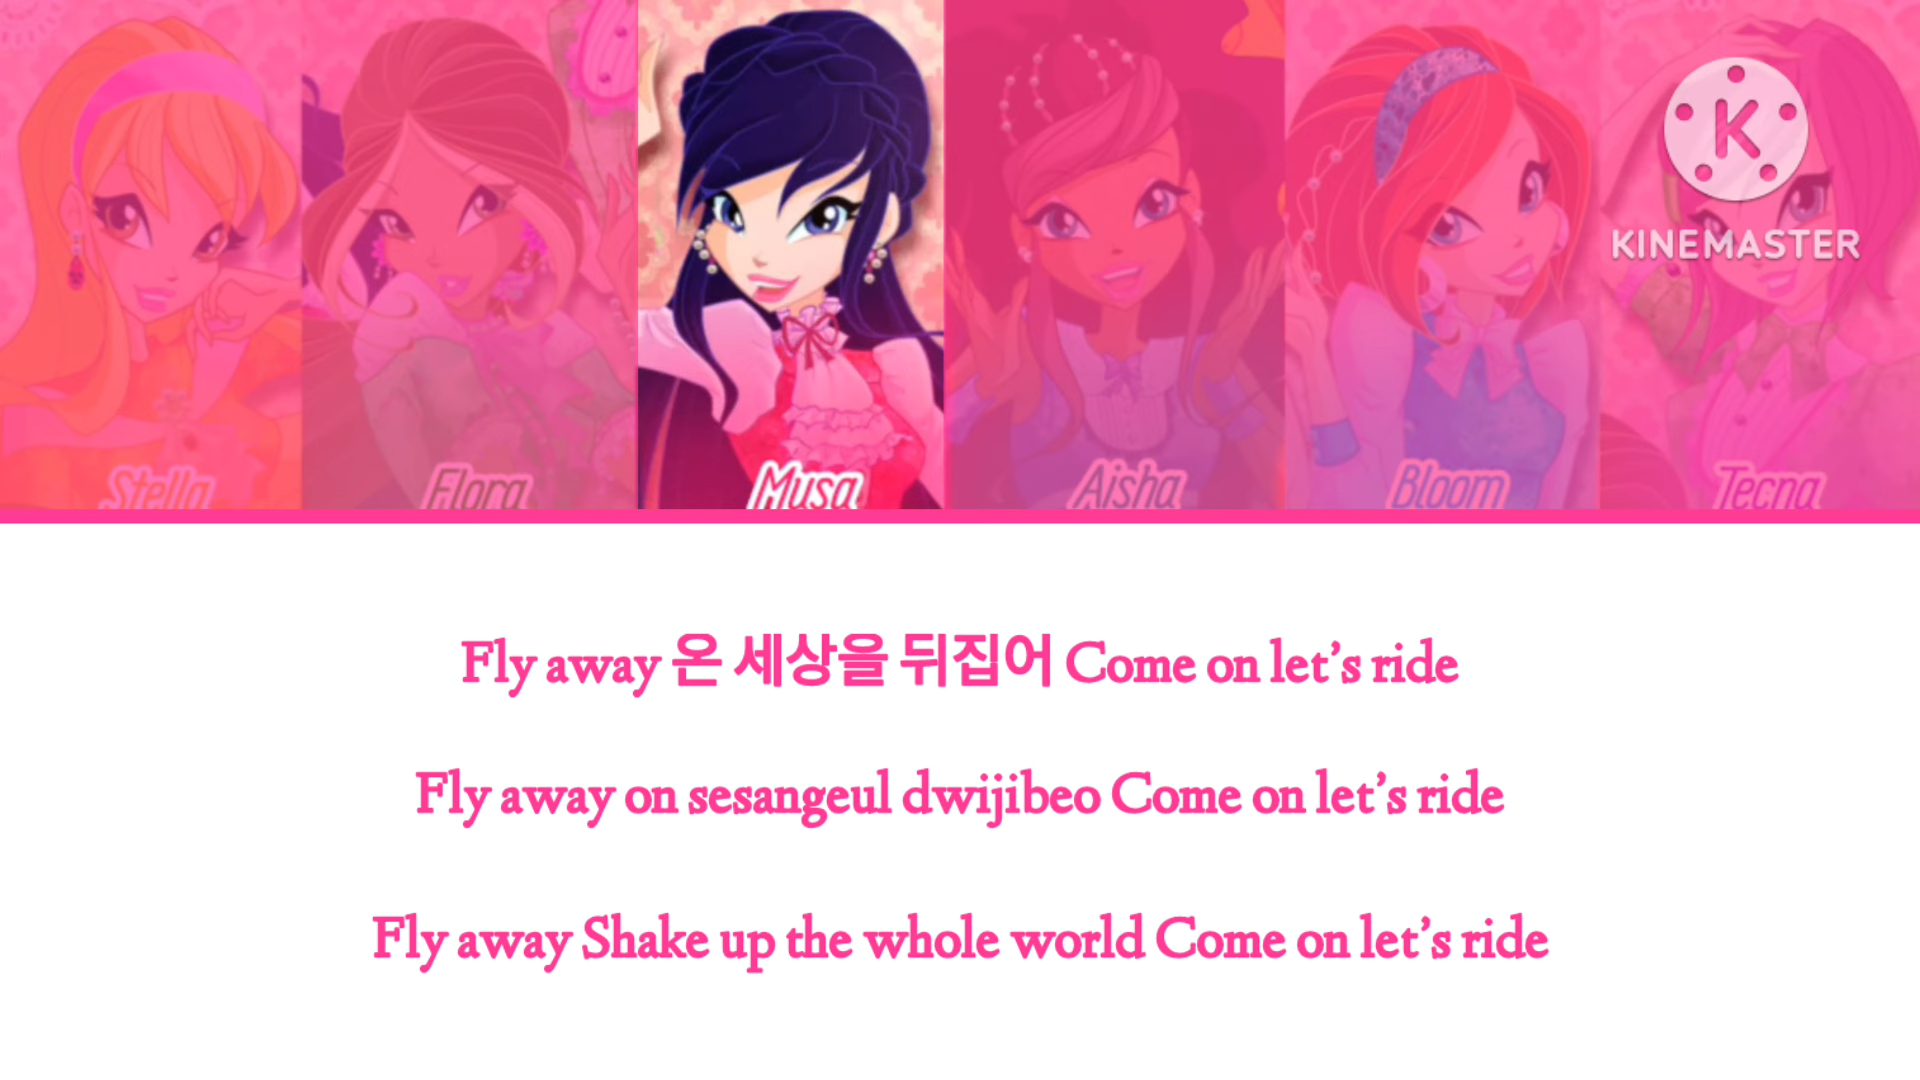 Stella Flora Musa Aisha Bloom Tecna
K
KINEMASTER
Fly away 온 세상을 뒤집어 Come on let's ride
Fly away on sesangeul dwijibeo Come on let's ride
Fly away Shake up the whole world Come on let's ride